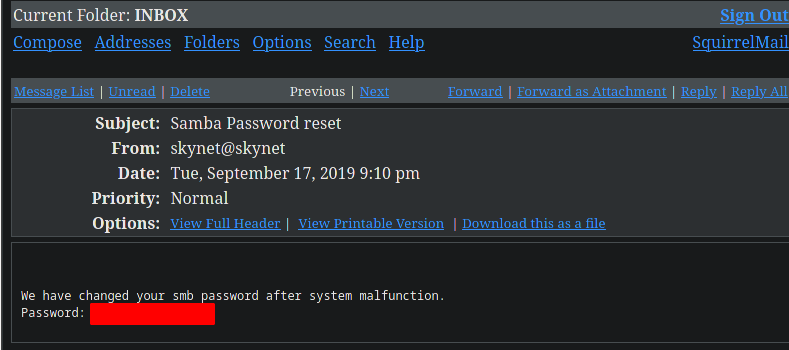 Current Folder: INBOX Sign Out
Compose Addresses Folders Options Search Help SquirrelMail
Message List | Unread | Delete Previous | Next Forward | Forward as Attachment | Reply | Reply All
Subject: Samba Password reset
From: skynet@skynet
Date: Tue, September 17, 2019 9:10 pm
Priority: Normal
Options: View Full Header | View Printable Version | Download this as a file
We have changed your smb password after system malfunction.
Password: